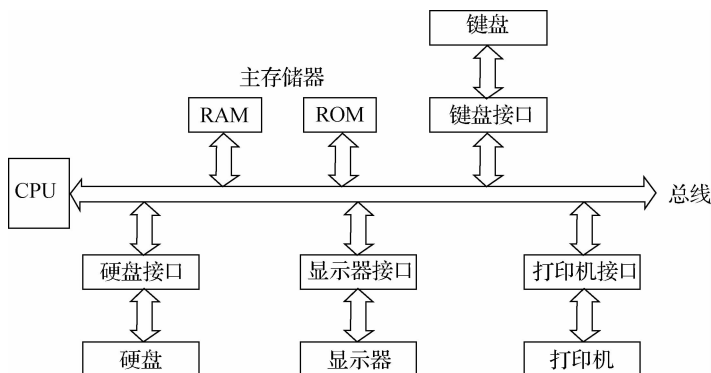 键盘
主存储器
RAM
ROM
键盘接口
CPU
总线
硬盘接口
显示器接口
打印机接口
硬盘
显示器
打印机